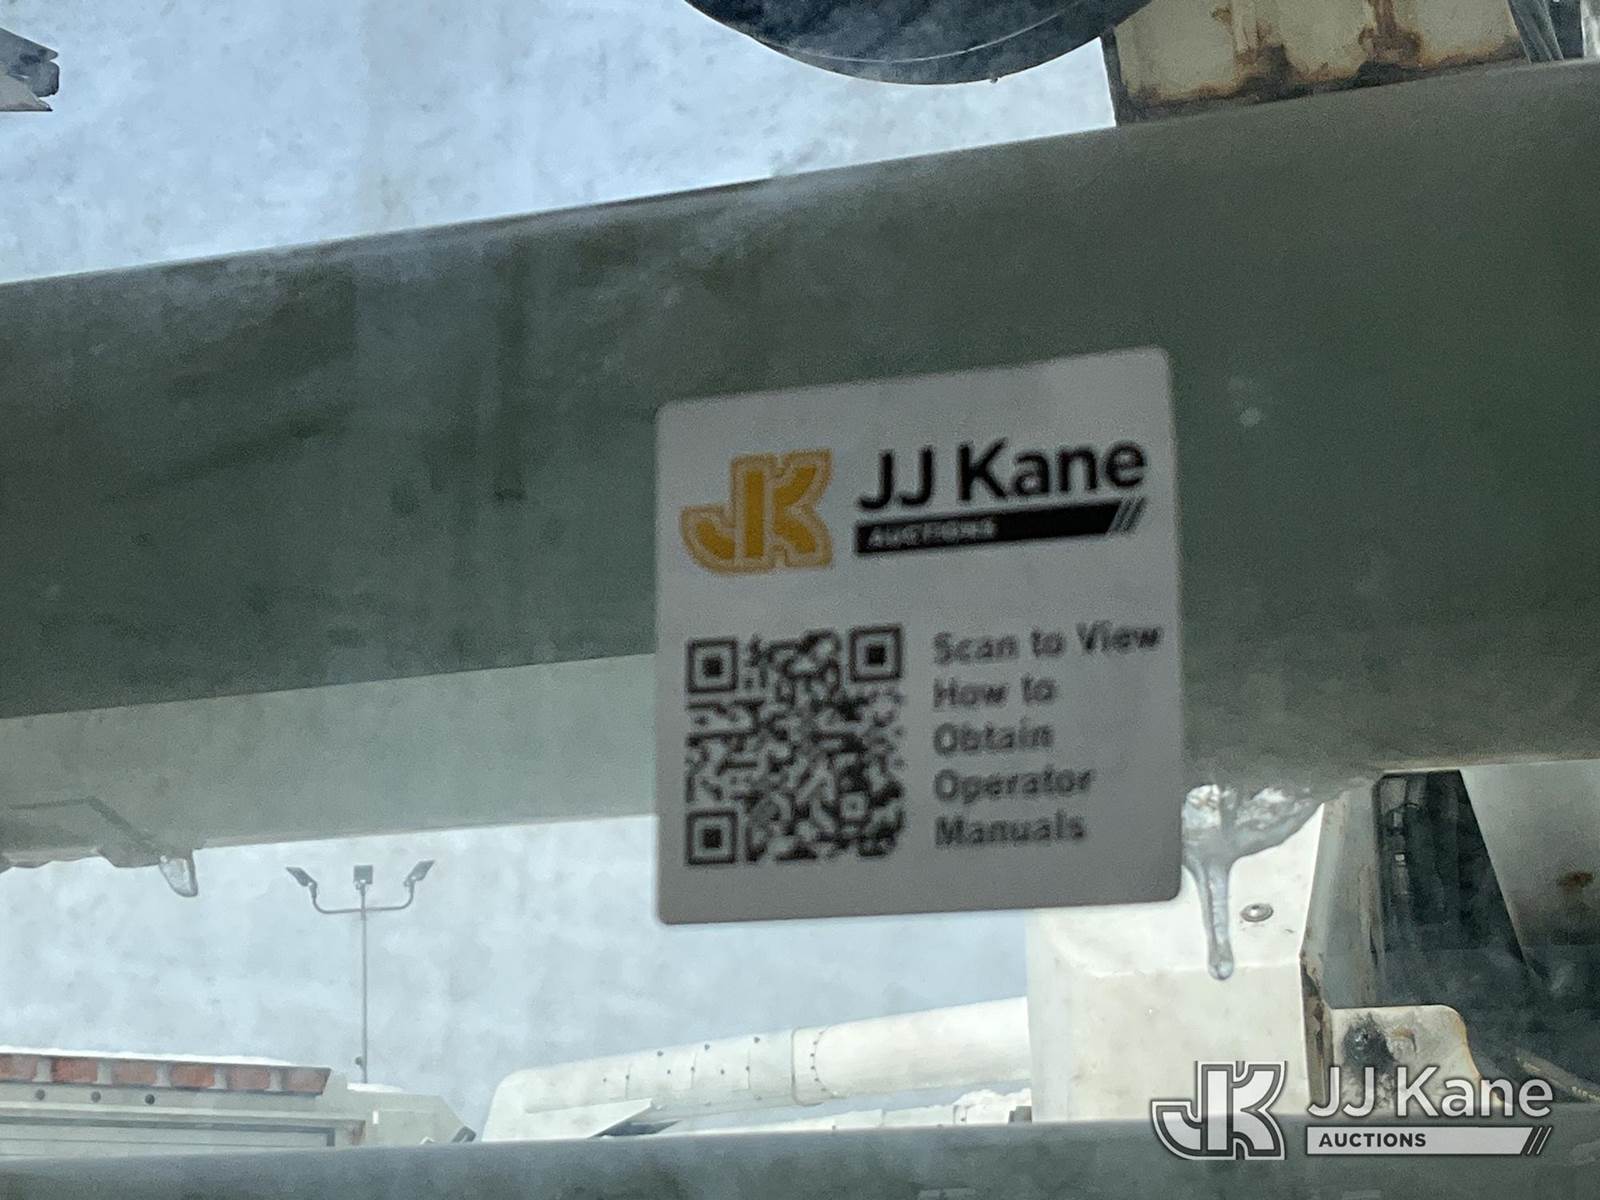 JK JJ Kane
AUCTIONS
Scan to View
How to
Obtain
Operator
Manuals
JK JJ Kane
AUCTIONS